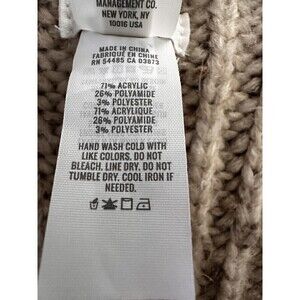 MANAGEMENT CO.
NEW YORK, NY
10016 USA
MADE IN CHINA
FABRIQUÉ EN CHINE
RN 54485 CA 03873
71% ACRYLIC
26% POLYAMIDE
3% POLYESTER
71% ACRYLIQUE
26% POLYAMIDE
3% POLYESTER
HAND WASH COLD WITH
LIKE COLORS. DO NOT
BLEACH. LINE DRY. DO NOT
TUMBLE DRY. COOL IRON IF
NEEDED.